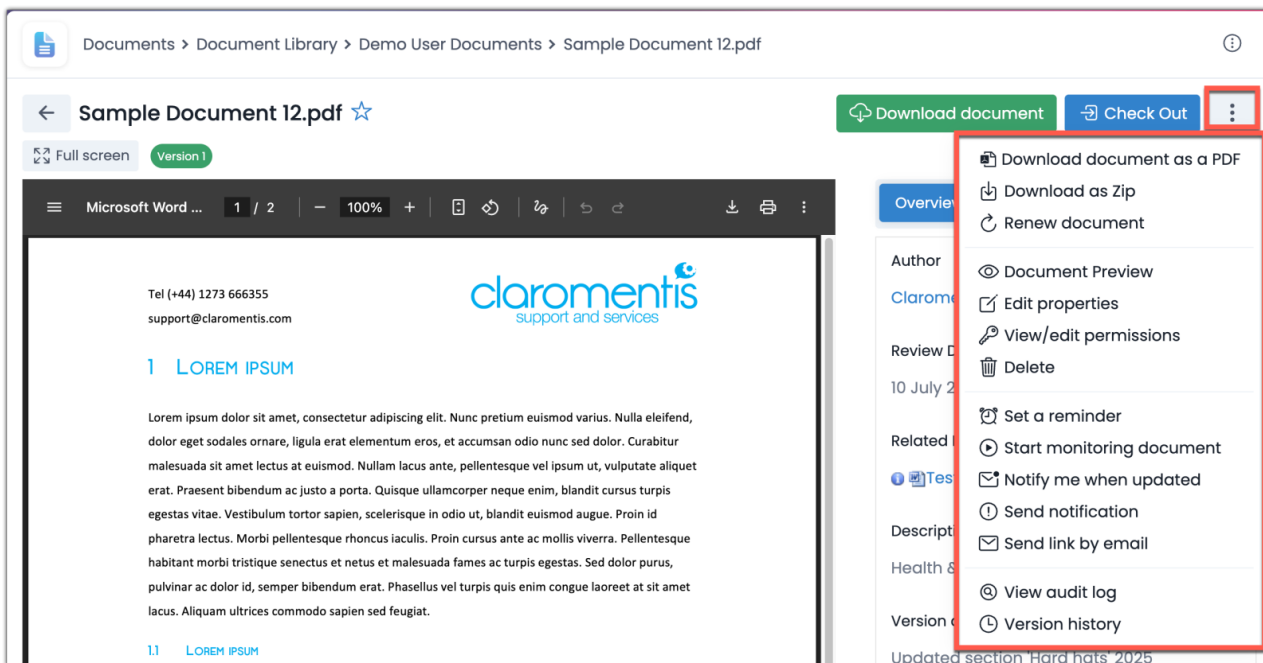 Documents > Document Library > Demo User Documents > Sample Document 12.pdf
Sample Document 12.pdf
Download document
Check Out
Full screen
Version 1
Microsoft Word ...
1 / 2
100%
Tel (+44) 1273 666355
support@claromentis.com
claromentis
support and services
1 LOREM IPSUM
Lorem ipsum dolor sit amet, consectetur adipiscing elit. Nunc pretium euismod varius. Nulla eleifend,
dolor eget sodales ornare, ligula erat elementum eros, et accumsan odio nunc sed dolor. Curabitur
malesuada sit amet lectus at euismod. Nullam lacus ante, pellentesque vel ipsum ut, vulputate aliquet
erat. Praesent bibendum ac justo a porta. Quisque ullamcorper neque enim, blandit cursus turpis
egestas vitae. Vestibulum tortor sapien, scelerisque in odio ut, blandit euismod augue. Proin id
pharetra lectus. Morbi pellentesque rhoncus iaculis. Proin cursus ante ac mollis viverra. Pellentesque
habitant morbi tristique senectus et netus et malesuada fames ac turpis egestas. Sed dolor purus,
pulvinar ac dolor id, semper bibendum erat. Phasellus vel turpis quis enim congue laoreet at sit amet
lacus. Aliquam ultrices commodo sapien sed feugiat.
1.1 LOREM IPSUM
Overvie
Author
Clarome
Review D
10 July 2
Related
Tes
Descripti
Health &
Version
Updated section 'Hard hats' 2025
Download document as a PDF
Download as Zip
Renew document
Document Preview
Edit properties
View/edit permissions
Delete
Set a reminder
Start monitoring document
Notify me when updated
Send notification
Send link by email
View audit log
Version history